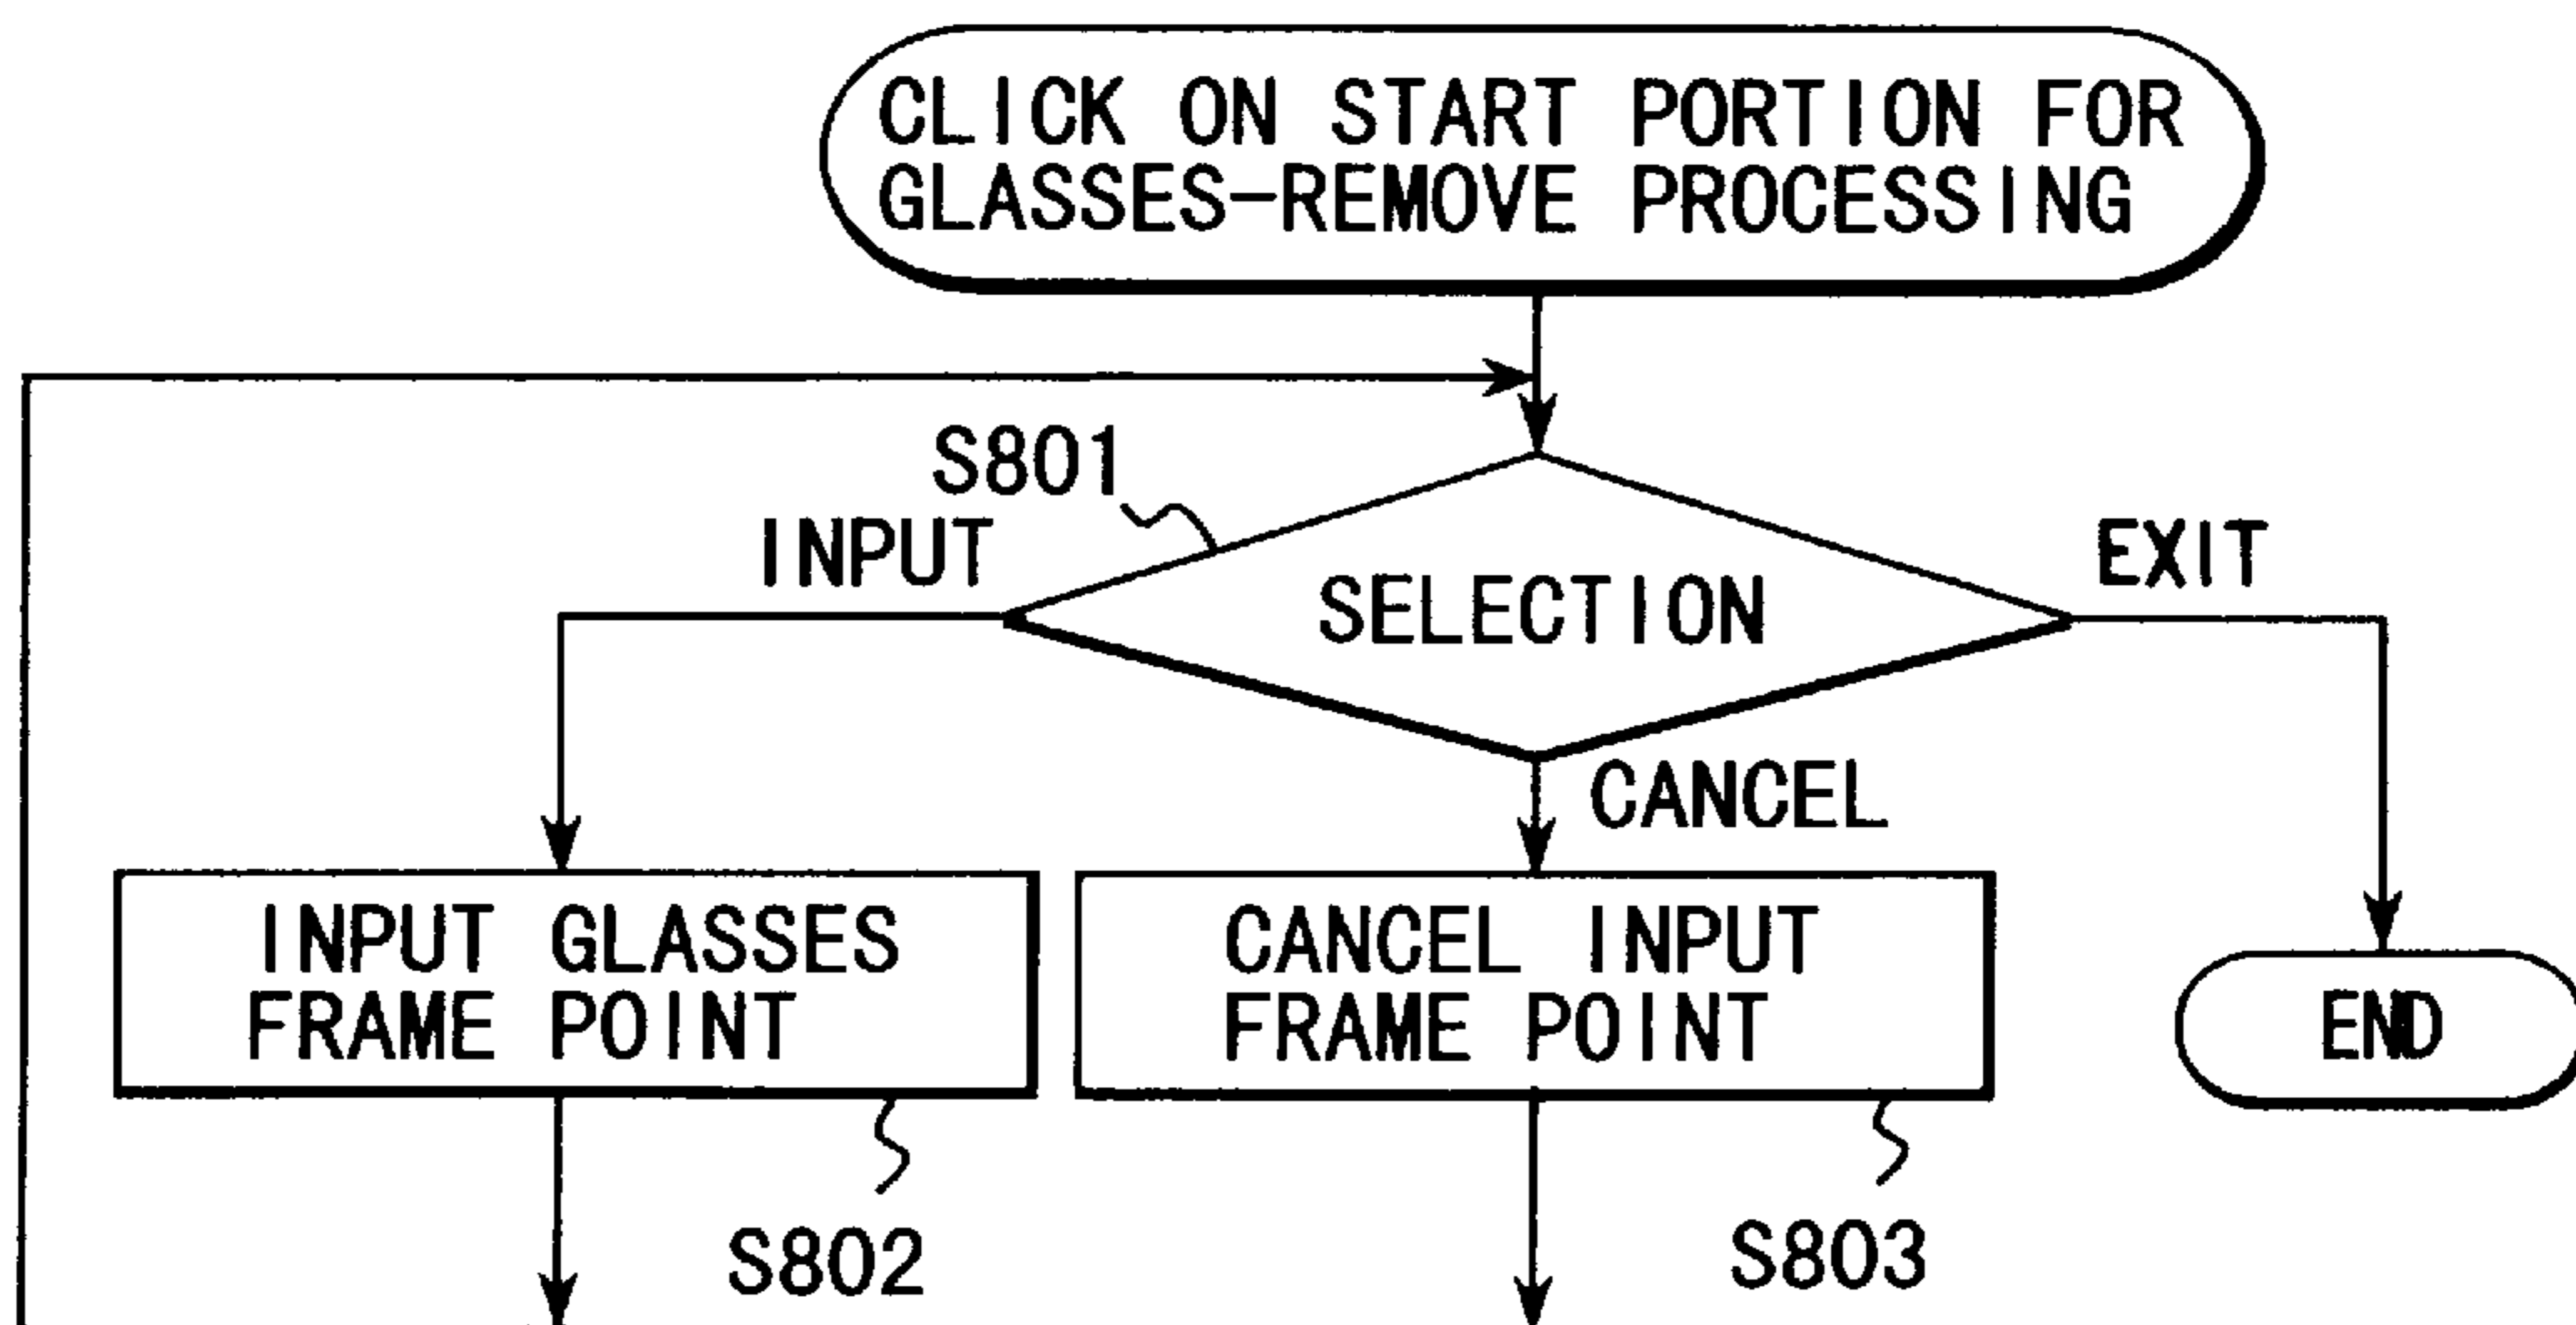 CLICK ON START PORTION FOR
GLASSES-REMOVE PROCESSING
S801
INPUT
EXIT
SELECTION
CANCEL
INPUT GLASSES
FRAME POINT
CANCEL INPUT
FRAME POINT
END
S802
S803